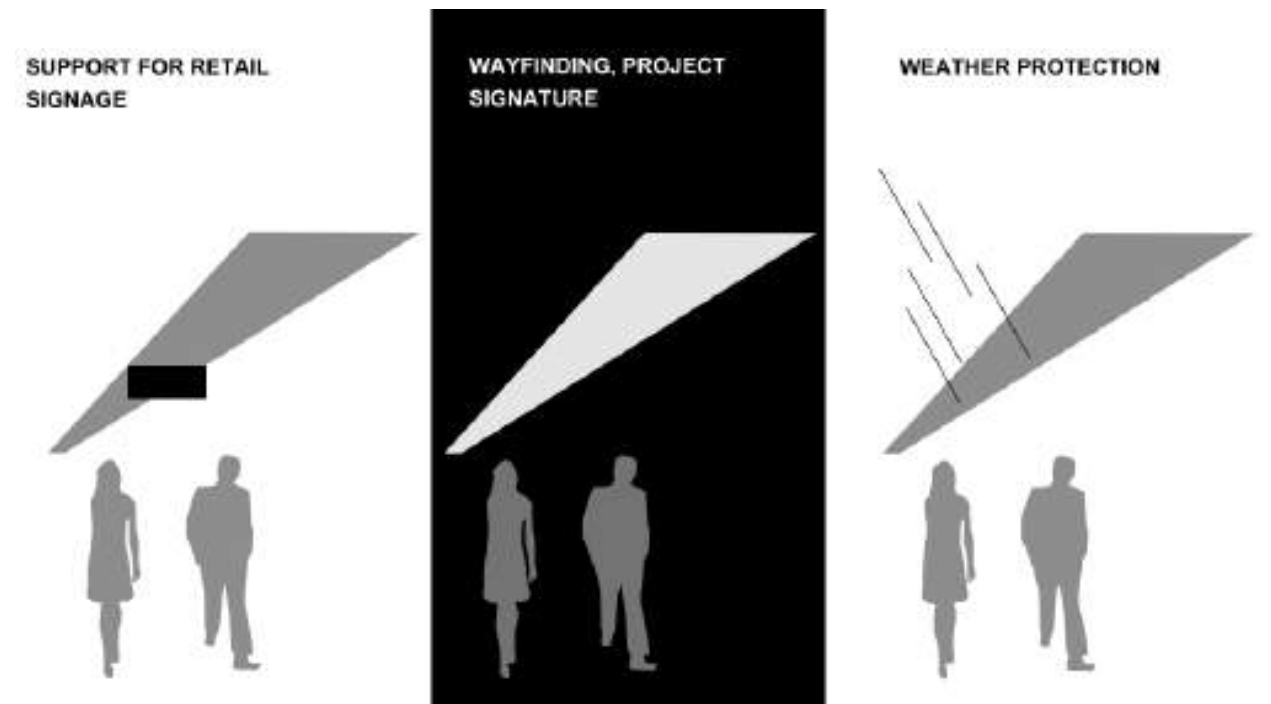 SUPPORT FOR RETAIL
SIGNAGE
WAYFINDING, PROJECT
SIGNATURE
WEATHER PROTECTION